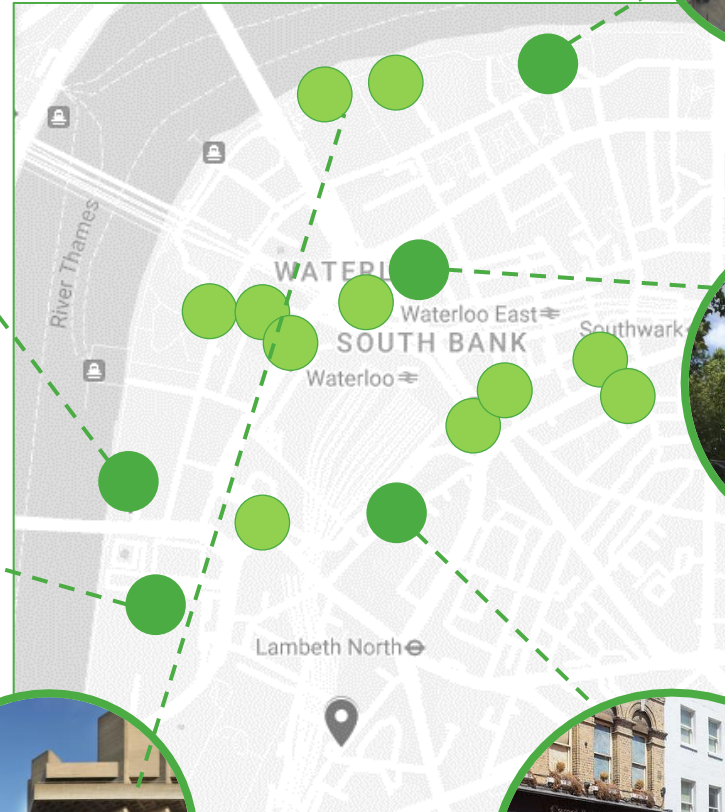 River Thames
WATERL
Waterloo East
Southwark
SOUTH BANK
Waterloo
Lambeth North